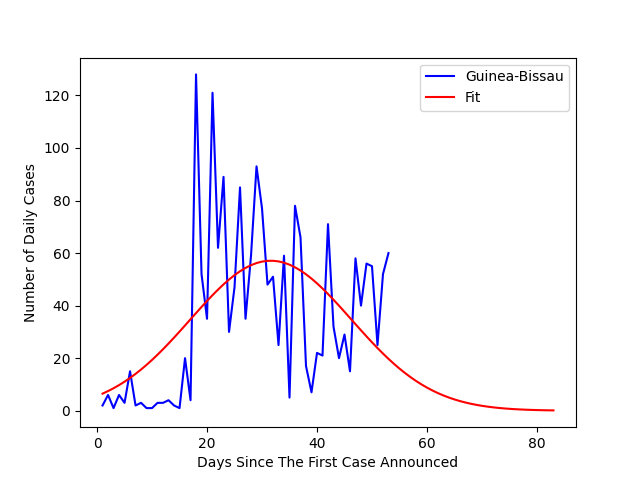 Guinea-Bissau
Fit
120
100
80
60
40
20
0
Number of Daily Cases
0 20 40 60 80
Days Since The First Case Announced